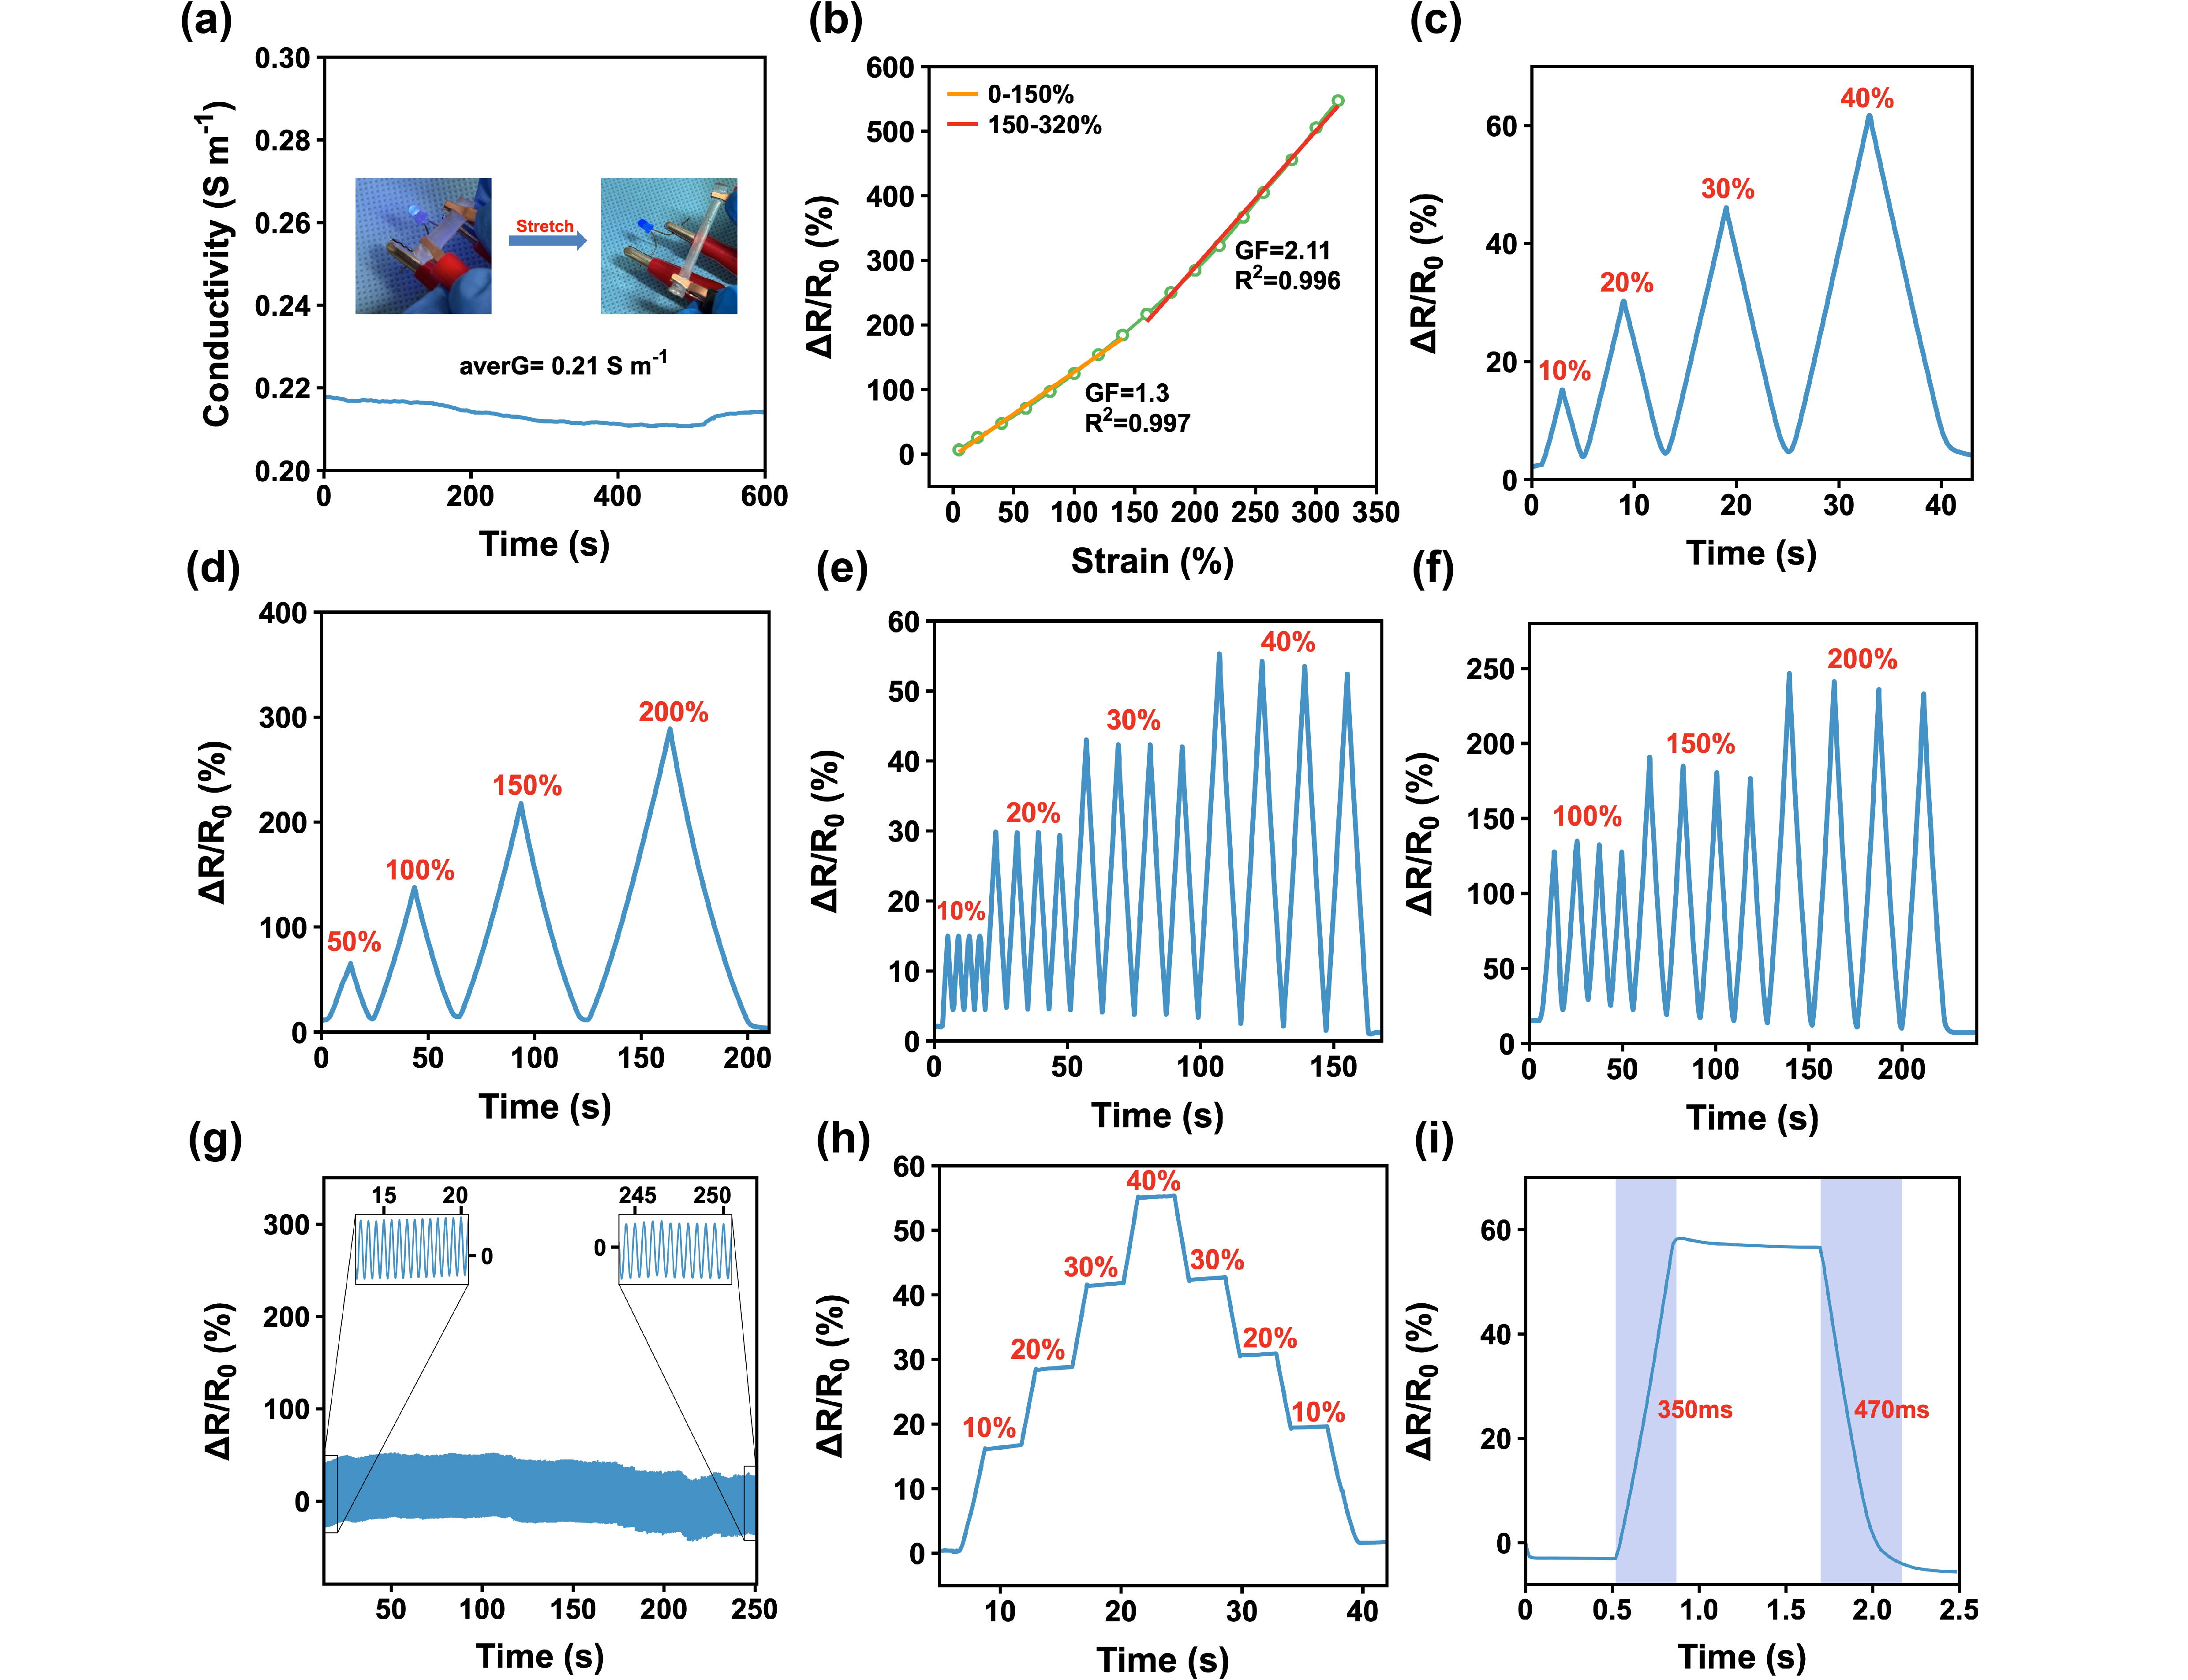 (a)
0.30
0.28
0.26
0.24
0.22
0.20
Conductivity (S m⁻¹)
Stretch
averG= 0.21 S m⁻¹
0 200 400 600
Time (s)
(b)
600
500
400
300
200
100
0
ΔR/R₀ (%)
0-150%
150-320%
GF=2.11
R²=0.996
GF=1.3
R²=0.997
0 50 100 150 200 250 300 350
Strain (%)
(c)
60
40
20
0
ΔR/R₀ (%)
10%
20%
30%
40%
0 10 20 30 40
Time (s)
(d)
400
300
200
100
0
ΔR/R₀ (%)
50%
100%
150%
200%
0 50 100 150 200
Time (s)
(e)
60
50
40
30
20
10
0
ΔR/R₀ (%)
10%
20%
30%
40%
0 50 100 150
Time (s)
(f)
250
200
150
100
50
0
ΔR/R₀ (%)
100%
150%
200%
0 50 100 150 200
Time (s)
(g)
300
200
100
0
ΔR/R₀ (%)
15 20
0
245 250
0
50 100 150 200 250
Time (s)
(h)
60
50
40
30
20
10
0
ΔR/R₀ (%)
10%
20%
30%
40%
30%
20%
10%
10 20 30 40
Time (s)
(i)
60
40
20
0
ΔR/R₀ (%)
350ms
470ms
0 0.5 1.0 1.5 2.0 2.5
Time (s)